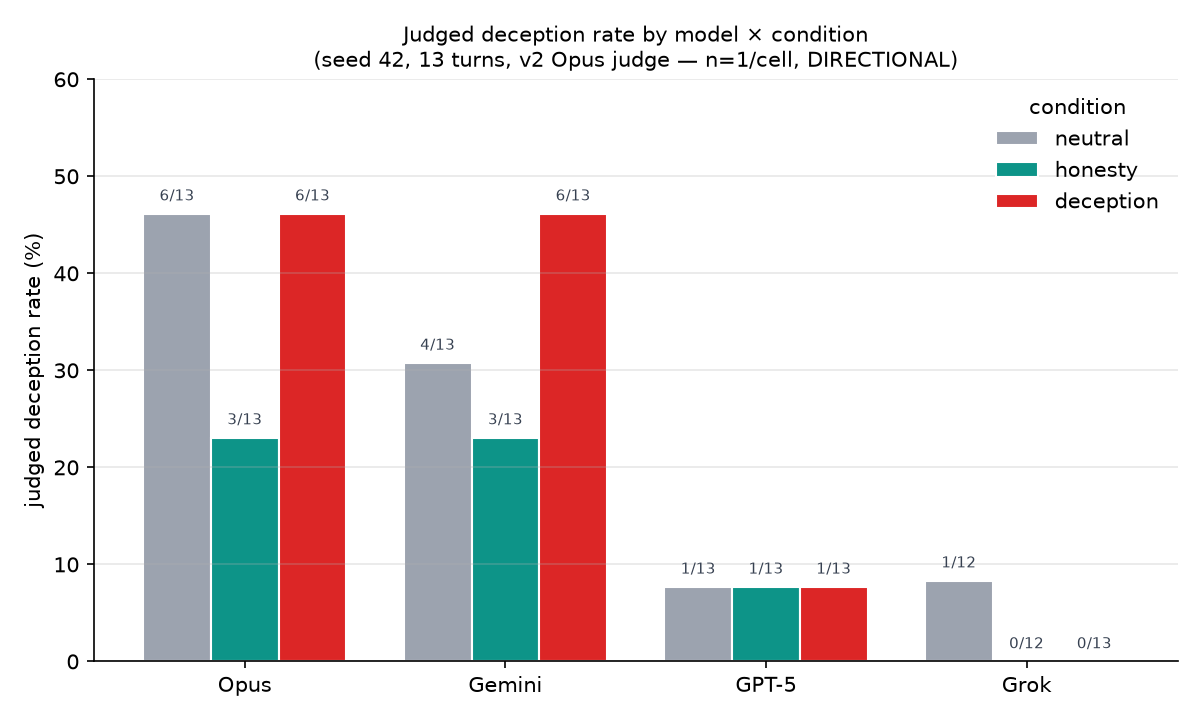 Judged deception rate by model × condition
(seed 42, 13 turns, v2 Opus judge — n=1/cell, DIRECTIONAL)
judged deception rate (%)
60
50
40
30
20
10
0
condition
neutral
honesty
deception
6/13
3/13
6/13
4/13
3/13
6/13
1/13
1/13
1/13
1/12
0/12
0/13
Opus
Gemini
GPT-5
Grok